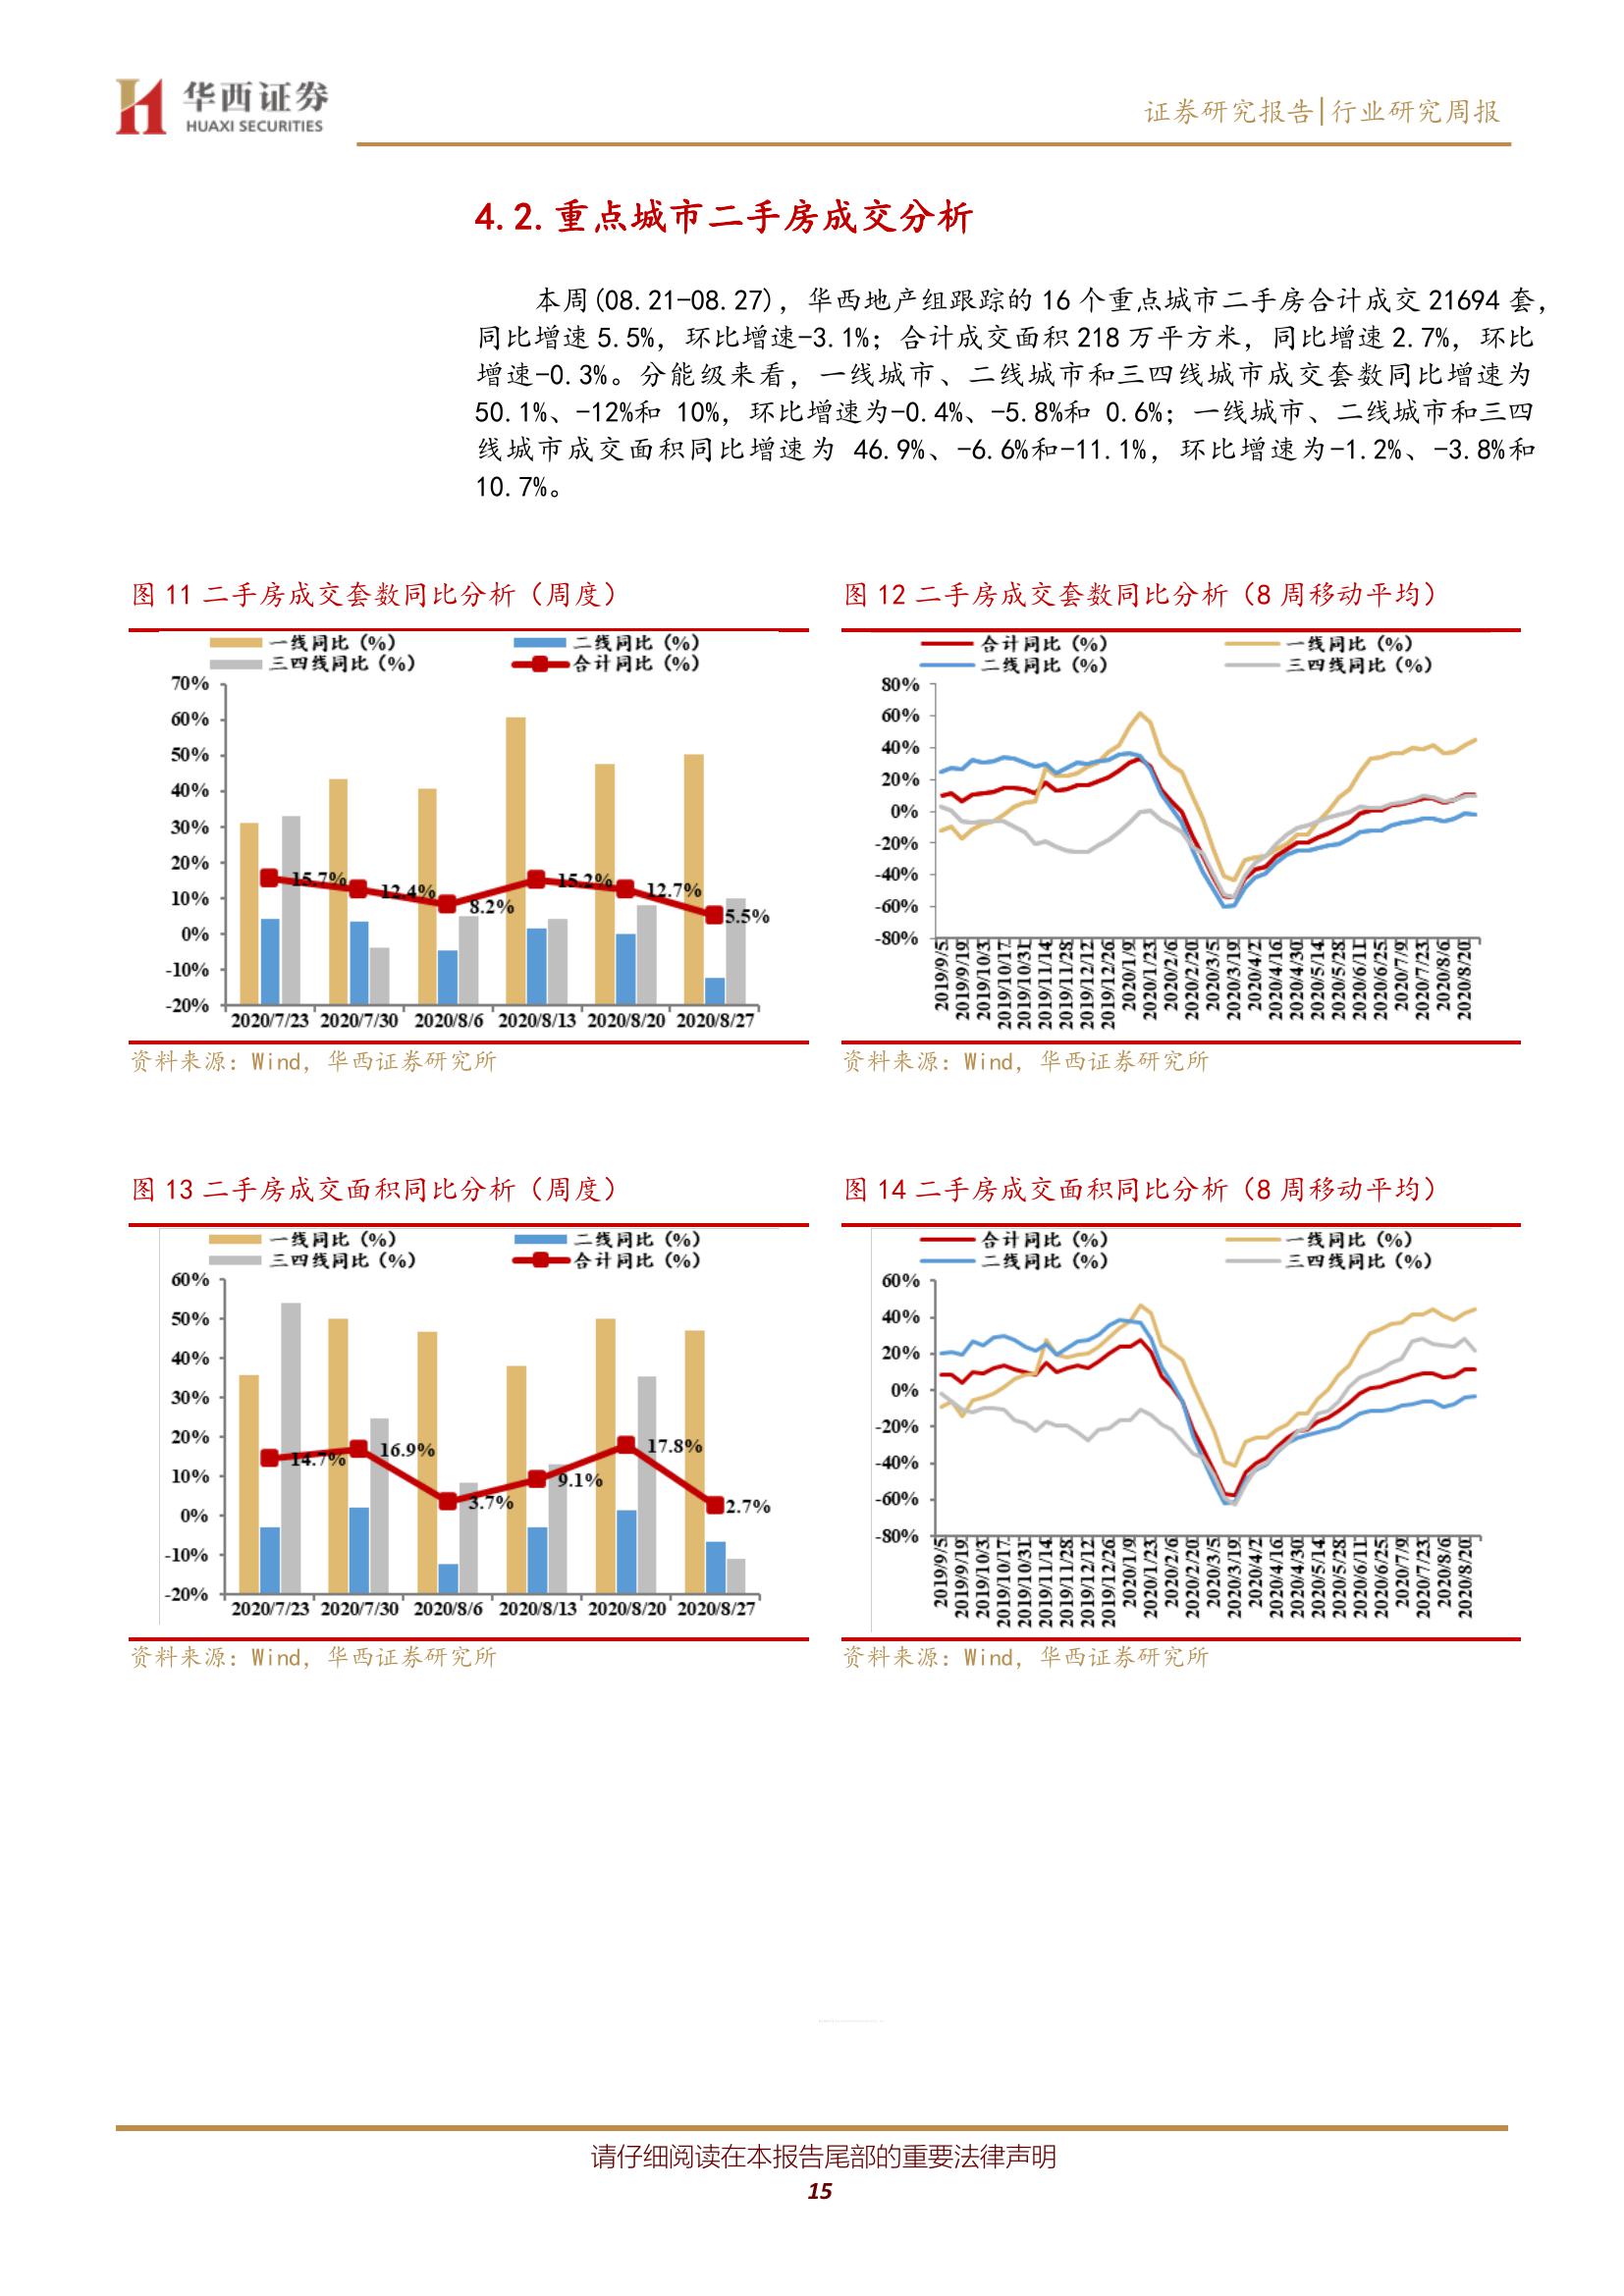 华西证券
HUAXI SECURITIES
证券研究报告|行业研究周报
4.2.重点城市二手房成交分析
本周(08.21-08.27)，华西地产组跟踪的 16 个重点城市二手房合计成交 21694 套，
同比增速 5.5%，环比增速-3.1%；合计成交面积 218 万平方米，同比增速 2.7%，环比
增速-0.3%。分能级来看，一线城市、二线城市和三四线城市成交套数同比增速为
50.1%、-12%和 10%，环比增速为-0.4%、-5.8%和 0.6%；一线城市、二线城市和三四
线城市成交面积同比增速为 46.9%、-6.6%和-11.1%，环比增速为-1.2%、-3.8%和
10.7%。
图 11 二手房成交套数同比分析（周度）
一线同比（%） 二线同比（%）
三四线同比（%） 合计同比（%）
70%
60%
50%
40%
30%
20%
10%
0%
-10%
-20%
15.7% 12.4% 8.2% 15.2% 12.7% 5.5%
2020/7/23 2020/7/30 2020/8/6 2020/8/13 2020/8/20 2020/8/27
资料来源：Wind，华西证券研究所
图 12 二手房成交套数同比分析（8 周移动平均）
合计同比（%） 一线同比（%）
二线同比（%） 三四线同比（%）
80%
60%
40%
20%
0%
-20%
-40%
-60%
-80%
2019/9/5 2019/9/19 2019/10/3 2019/10/17 2019/10/31 2019/11/14 2019/11/28 2019/12/12 2019/12/26 2020/1/9 2020/1/23 2020/2/6 2020/2/20 2020/3/5 2020/3/19 2020/4/2 2020/4/16 2020/4/30 2020/5/14 2020/5/28 2020/6/11 2020/6/25 2020/7/9 2020/7/23 2020/8/6 2020/8/20
资料来源：Wind，华西证券研究所
图 13 二手房成交面积同比分析（周度）
一线同比（%） 二线同比（%）
三四线同比（%） 合计同比（%）
60%
50%
40%
30%
20%
10%
0%
-10%
-20%
14.7% 16.9% 3.7% 9.1% 17.8% 2.7%
2020/7/23 2020/7/30 2020/8/6 2020/8/13 2020/8/20 2020/8/27
资料来源：Wind，华西证券研究所
图 14 二手房成交面积同比分析（8 周移动平均）
合计同比（%） 一线同比（%）
二线同比（%） 三四线同比（%）
60%
40%
20%
0%
-20%
-40%
-60%
-80%
2019/9/5 2019/9/19 2019/10/3 2019/10/17 2019/10/31 2019/11/14 2019/11/28 2019/12/12 2019/12/26 2020/1/9 2020/1/23 2020/2/6 2020/2/20 2020/3/5 2020/3/19 2020/4/2 2020/4/16 2020/4/30 2020/5/14 2020/5/28 2020/6/11 2020/6/25 2020/7/9 2020/7/23 2020/8/6 2020/8/20
资料来源：Wind，华西证券研究所
请仔细阅读在本报告尾部的重要法律声明
15